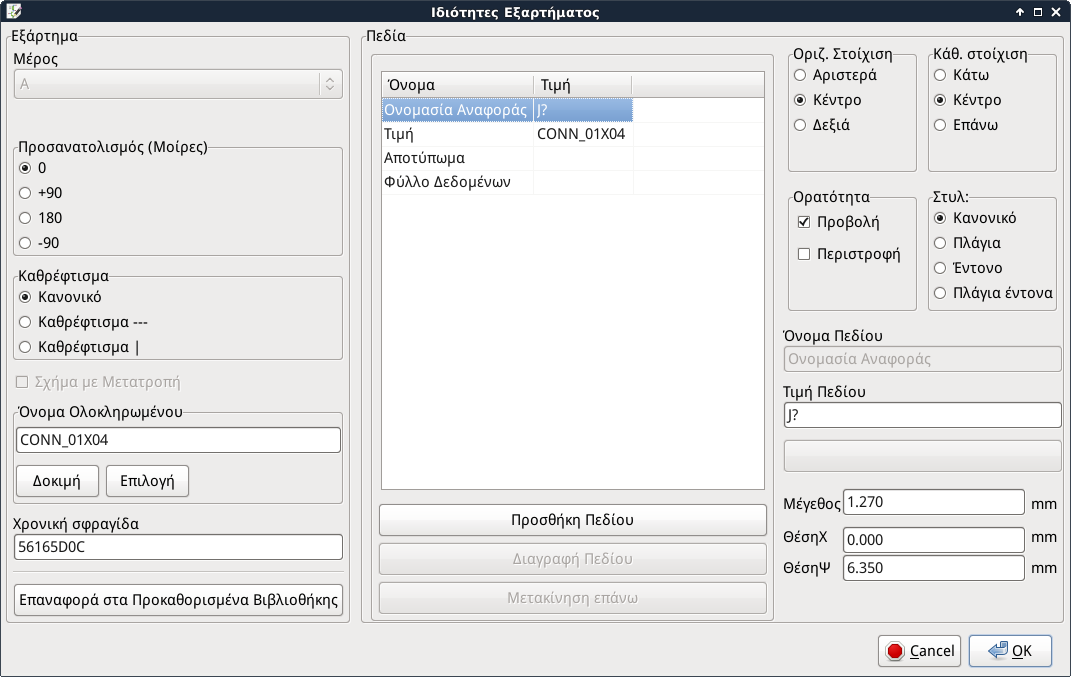 Ιδιότητες Εξαρτήματος
Εξάρτημα
Μέρος
A
Προσανατολισμός (Μοίρες)
0
+90
180
-90
Καθρέφτισμα
Κανονικό
Καθρέφτισμα ---
Καθρέφτισμα |
Σχήμα με Μετατροπή
Όνομα Ολοκληρωμένου
CONN_01X04
Δοκιμή Επιλογή
Χρονική σφραγίδα
56165D0C
Επαναφορά στα Προκαθορισμένα Βιβλιοθήκης
Πεδία
Όνομα Τιμή
Ονομασία Αναφοράς J?
Τιμή CONN_01X04
Αποτύπωμα
Φύλλο Δεδομένων
Προσθήκη Πεδίου
Διαγραφή Πεδίου
Μετακίνηση επάνω
Οριζ. Στοίχιση
Αριστερά
Κέντρο
Δεξιά
Κάθ. στοίχιση
Κάτω
Κέντρο
Επάνω
Ορατότητα
Προβολή
Περιστροφή
Στυλ:
Κανονικό
Πλάγια
Έντονο
Πλάγια έντονα
Όνομα Πεδίου
Ονομασία Αναφοράς
Τιμή Πεδίου
J?
Μέγεθος 1.270 mm
ΘέσηΧ 0.000 mm
ΘέσηΨ 6.350 mm
Cancel OK